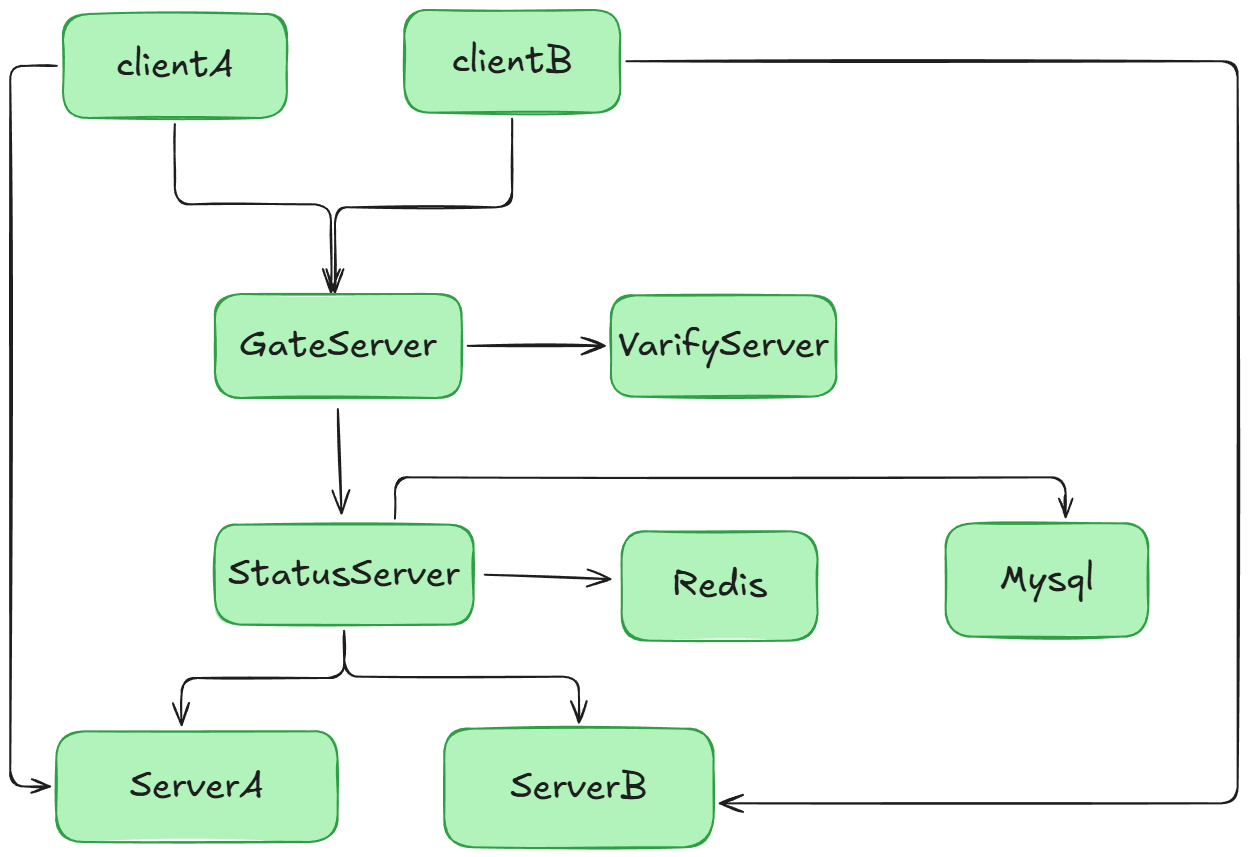 clientA
clientB
GateServer
VarifyServer
StatusServer
Redis
Mysql
ServerA
ServerB